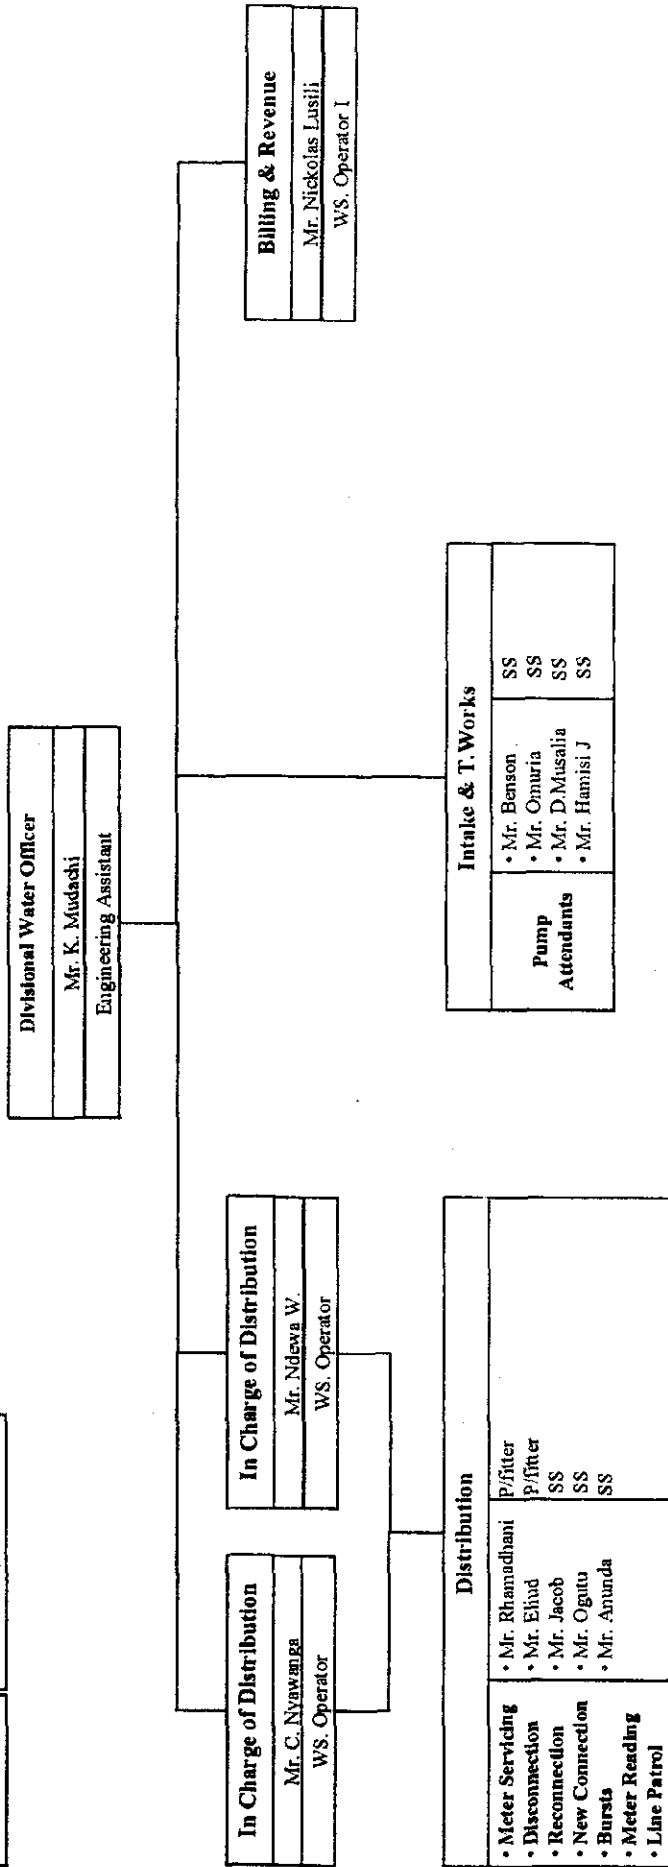 Divisional Water Officer
Mr. K. Mudachi
Engineering Assistant
In Charge of Distribution
Mr. C. Nyawanga
WS. Operator
In Charge of Distribution
Mr. Ndewa W.
WS. Operator
Billing & Revenue
Mr. Nickolas Lusili
WS. Operator I
Distribution
• Meter Servicing
• Disconnection
• Reconnection
• New Connection
• Bursts
• Meter Reading
• Line Patrol
• Mr. Rhamadhani P/fitter
• Mr. Eliud P/fitter
• Mr. Jacob SS
• Mr. Ogutu SS
• Mr. Anunda SS
Intake & T.Works
Pump
Attendants
• Mr. Benson SS
• Mr. Omuria SS
• Mr. D.Musalia SS
• Mr. Hamisi J SS